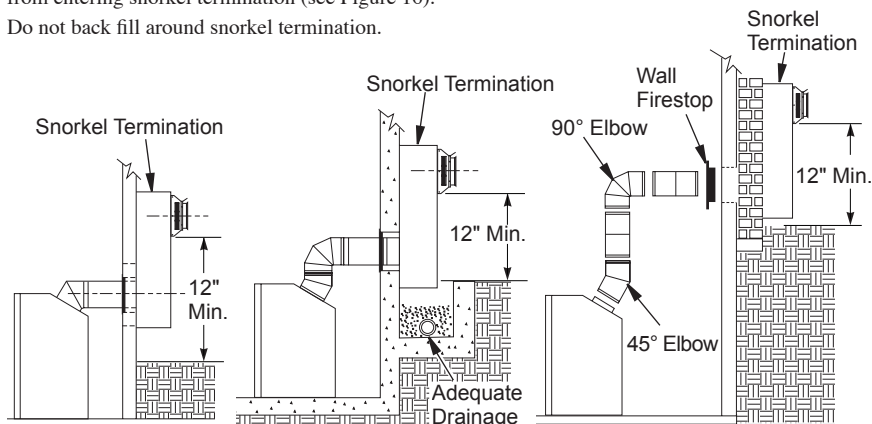 from entering snorkel termination (see Figure 16).
Do not back fill around snorkel termination.
Snorkel Termination
12"
Min.
Snorkel Termination
12" Min.
Adequate
Drainage
Snorkel
Termination
Wall
Firestop
90° Elbow
12" Min.
45° Elbow